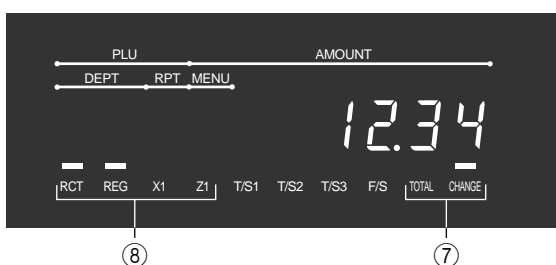 PLU AMOUNT
DEPT RPT MENU
12.34
RCT REG X1 Z1 T/S1 T/S2 T/S3 F/S TOTAL CHANGE
⑧ ⑦